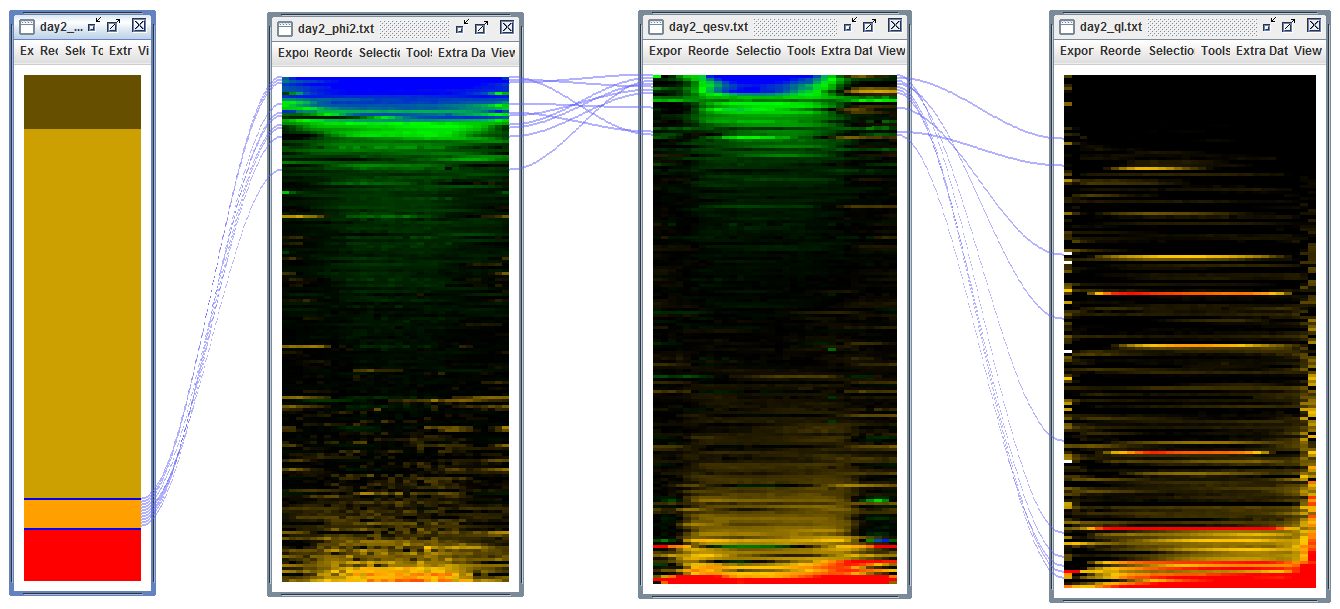 day2_...
Ex Re Sek Tc Extr Vi
day2_phi2.txt
Expor Reorde Selectio Tools Extra Da View
day2_qesv.txt
Expor Reorde Selectio Tools Extra Dat View
day2_ql.txt
Expor Reorde Selectio Tools Extra Dat View